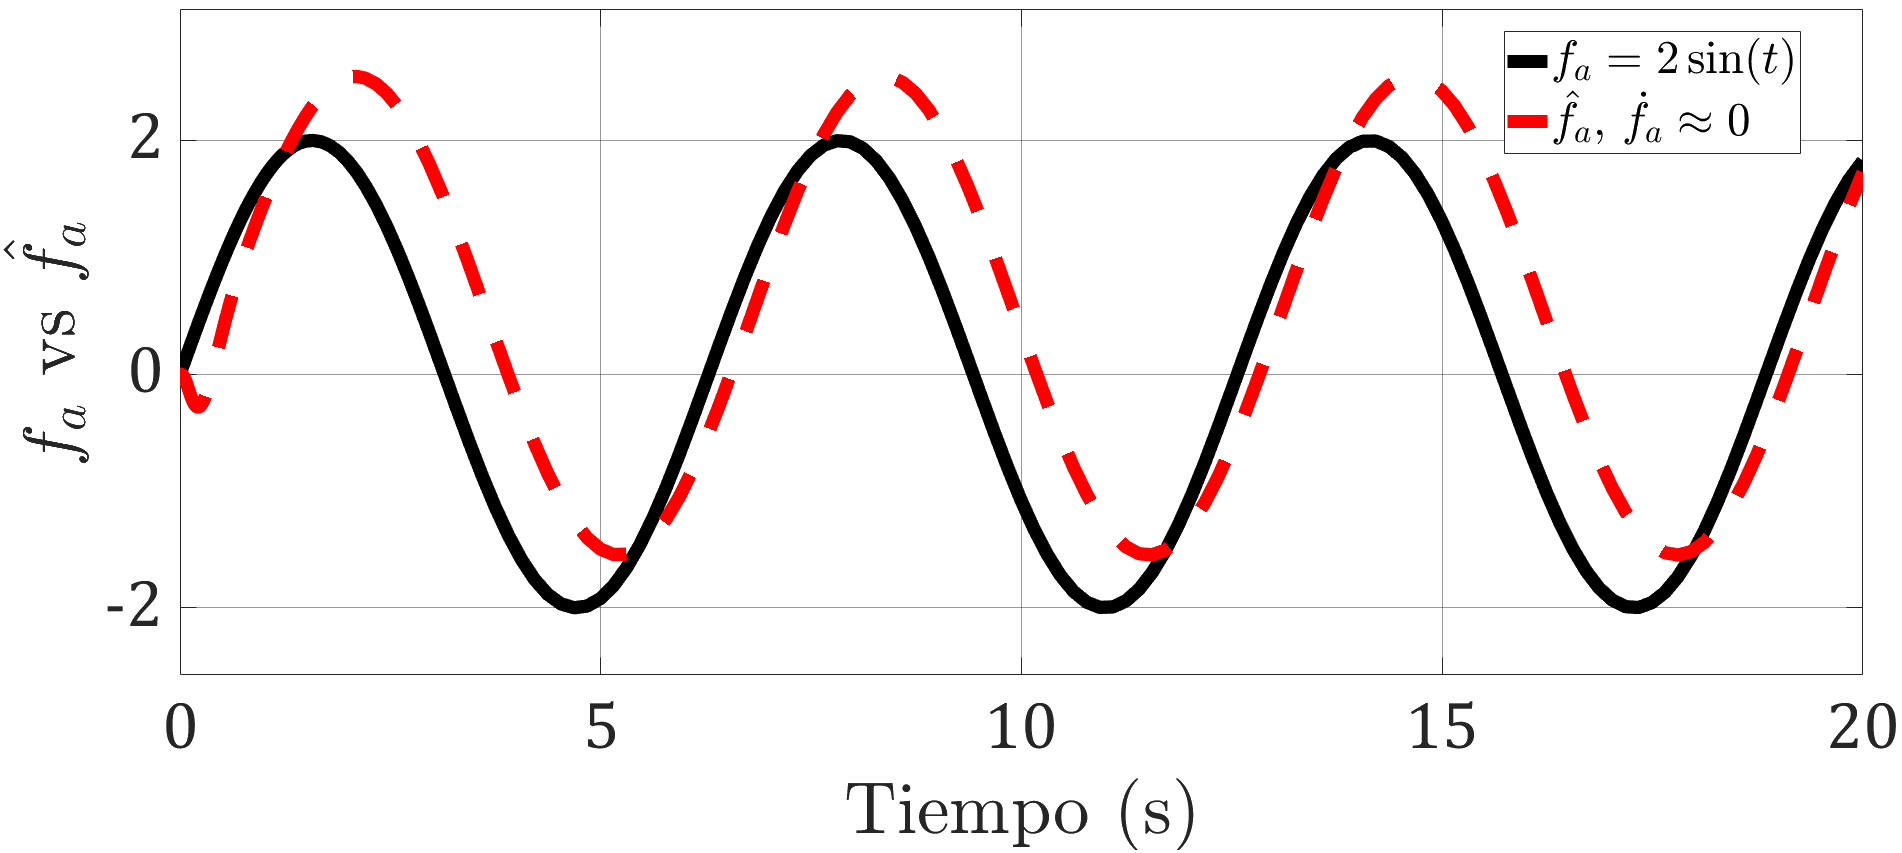 f_a vs f̂_a
2
0
-2
f_a = 2 sin(t)
f̂_a, ḟ_a ≈ 0
0 5 10 15 20
Tiempo (s)